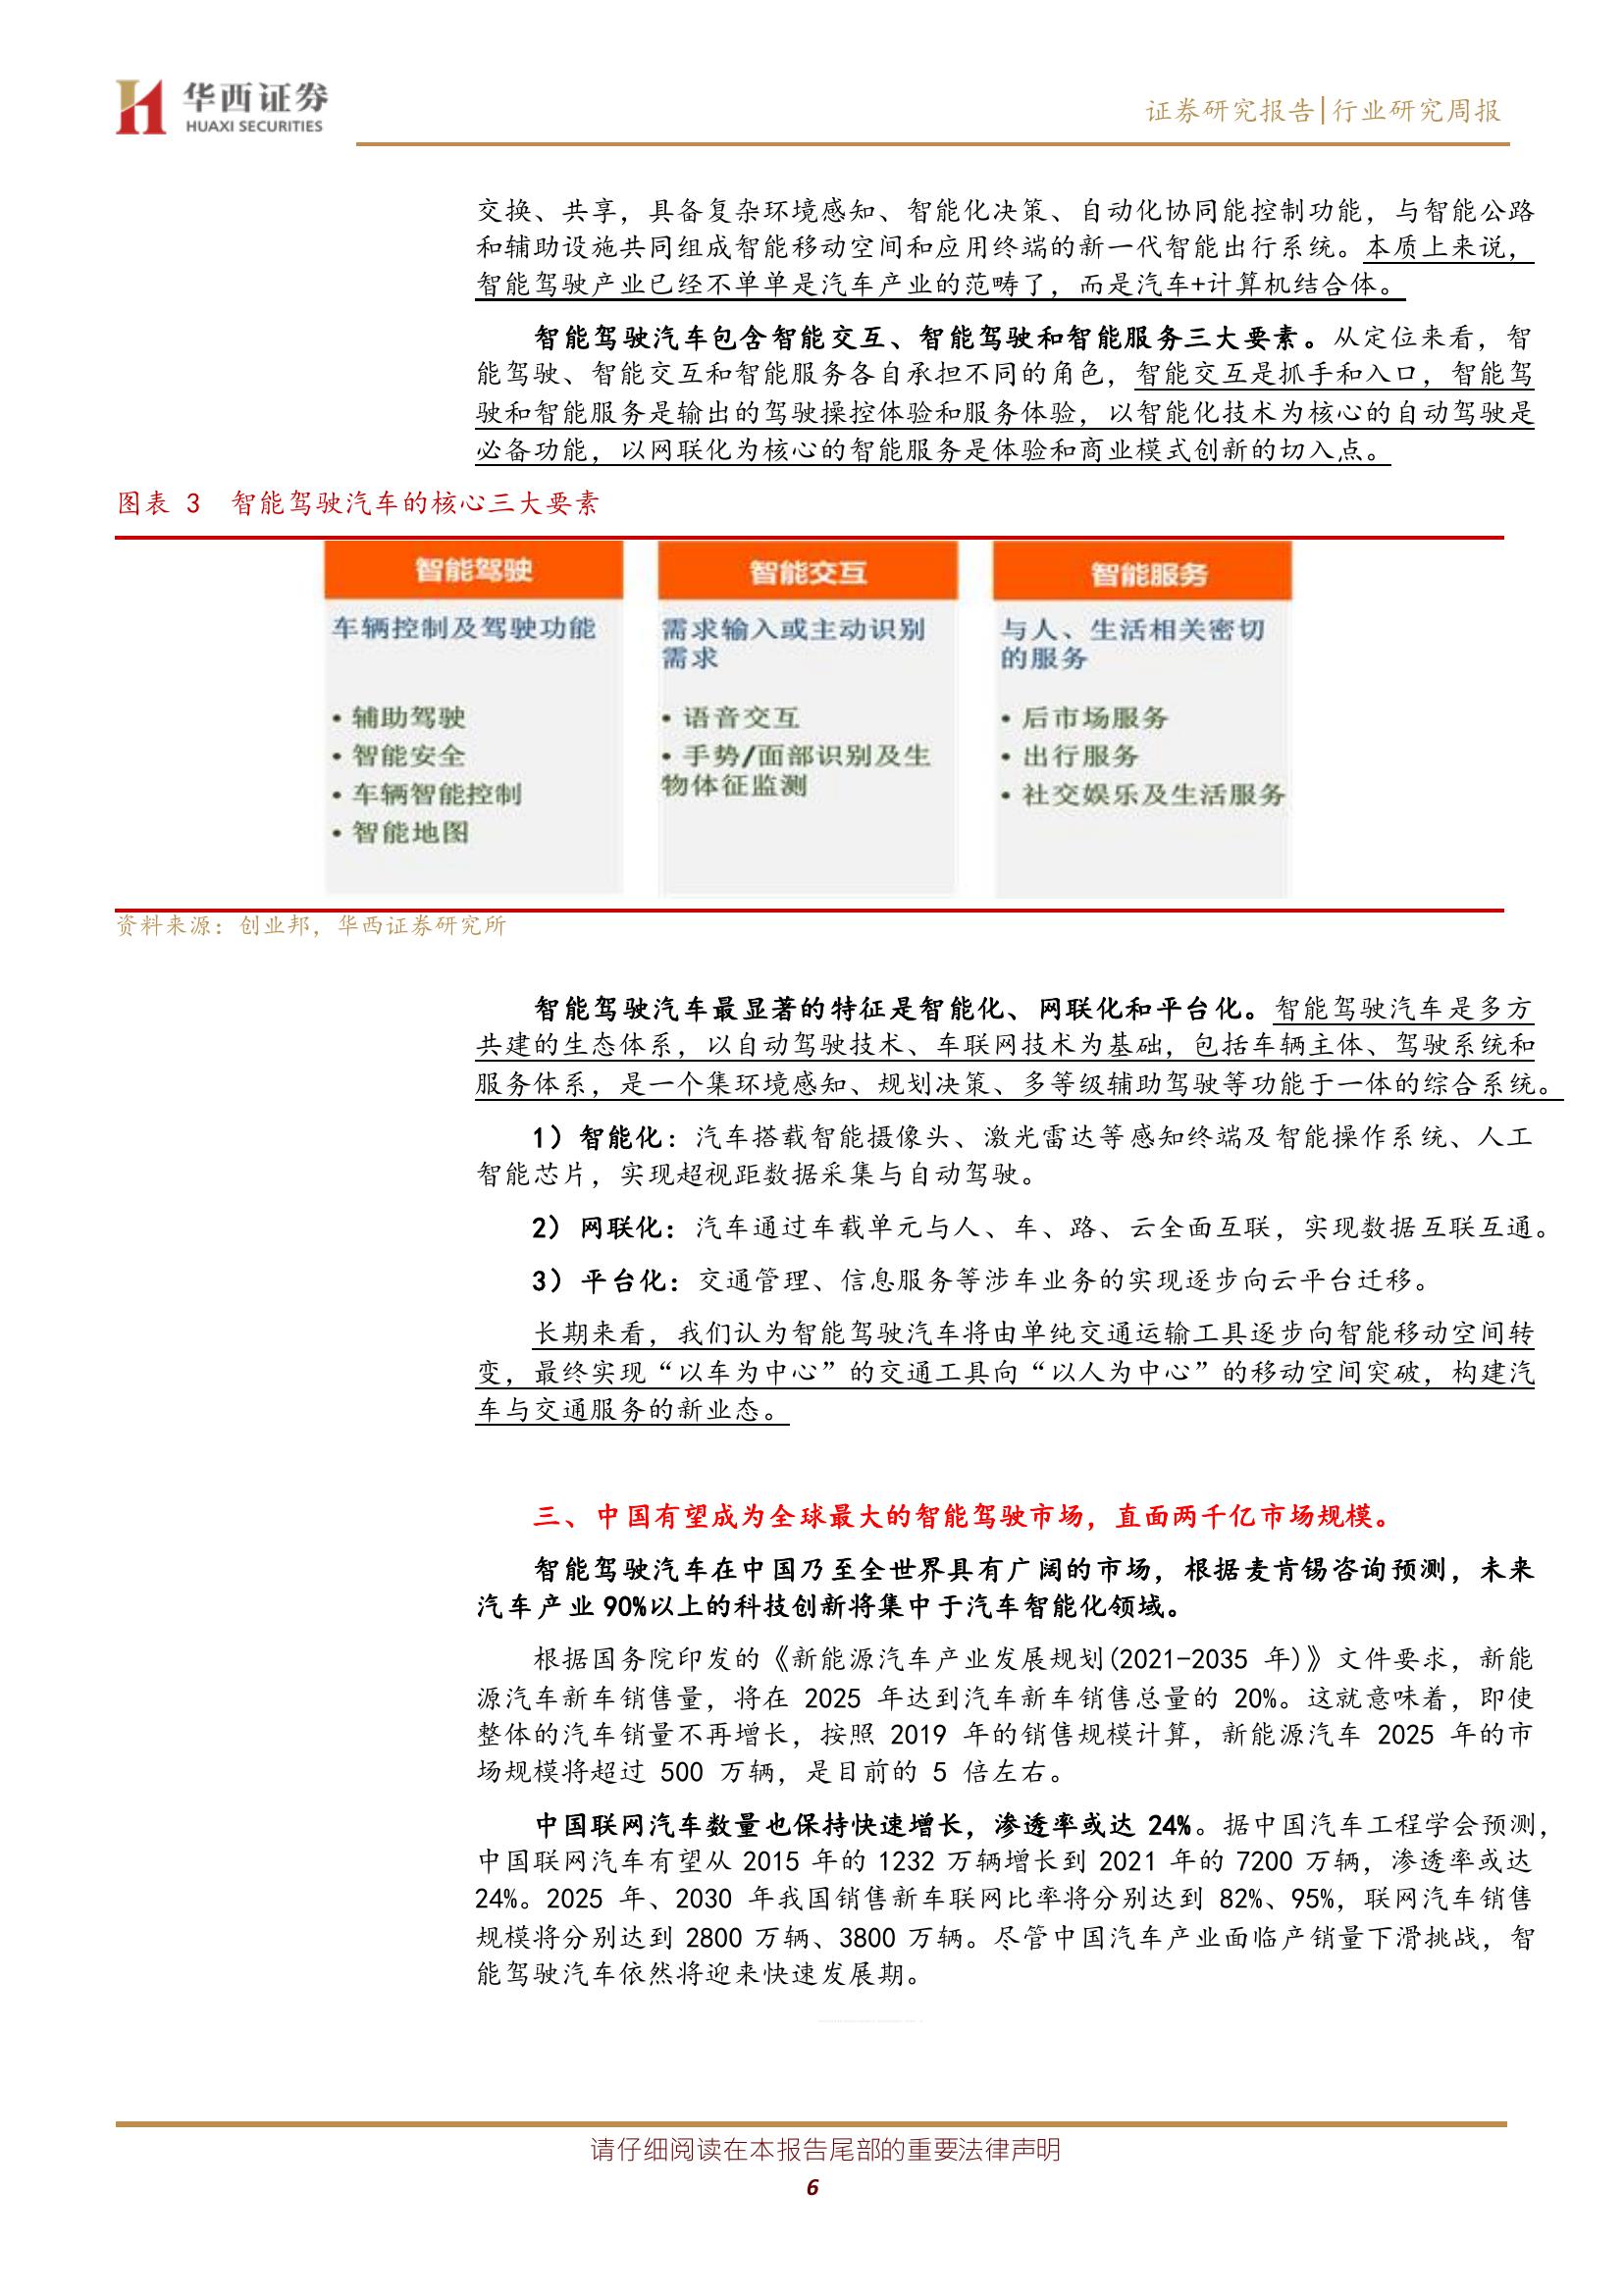 华西证券
HUAXI SECURITIES
证券研究报告|行业研究周报
交换、共享，具备复杂环境感知、智能化决策、自动化协同能控制功能，与智能公路
和辅助设施共同组成智能移动空间和应用终端的新一代智能出行系统。本质上来说，
智能驾驶产业已经不单单是汽车产业的范畴了，而是汽车+计算机结合体。
智能驾驶汽车包含智能交互、智能驾驶和智能服务三大要素。从定位来看，智
能驾驶、智能交互和智能服务各自承担不同的角色，智能交互是抓手和入口，智能驾
驶和智能服务是输出的驾驶操控体验和服务体验，以智能化技术为核心的自动驾驶是
必备功能，以网联化为核心的智能服务是体验和商业模式创新的切入点。
图表 3 智能驾驶汽车的核心三大要素
智能驾驶
车辆控制及驾驶功能
• 辅助驾驶
• 智能安全
• 车辆智能控制
• 智能地图
智能交互
需求输入或主动识别
需求
• 语音交互
• 手势/面部识别及生
物体征监测
智能服务
与人、生活相关密切
的服务
• 后市场服务
• 出行服务
• 社交娱乐及生活服务
资料来源：创业邦，华西证券研究所
智能驾驶汽车最显著的特征是智能化、网联化和平台化。智能驾驶汽车是多方
共建的生态体系，以自动驾驶技术、车联网技术为基础，包括车辆主体、驾驶系统和
服务体系，是一个集环境感知、规划决策、多等级辅助驾驶等功能于一体的综合系统。
1）智能化：汽车搭载智能摄像头、激光雷达等感知终端及智能操作系统、人工
智能芯片，实现超视距数据采集与自动驾驶。
2）网联化：汽车通过车载单元与人、车、路、云全面互联，实现数据互联互通。
3）平台化：交通管理、信息服务等涉车业务的实现逐步向云平台迁移。
长期来看，我们认为智能驾驶汽车将由单纯交通运输工具逐步向智能移动空间转
变，最终实现“以车为中心”的交通工具向“以人为中心”的移动空间突破，构建汽
车与交通服务的新业态。
三、中国有望成为全球最大的智能驾驶市场，直面两千亿市场规模。
智能驾驶汽车在中国乃至全世界具有广阔的市场，根据麦肯锡咨询预测，未来
汽车产业 90%以上的科技创新将集中于汽车智能化领域。
根据国务院印发的《新能源汽车产业发展规划(2021-2035 年)》文件要求，新能
源汽车新车销售量，将在 2025 年达到汽车新车销售总量的 20%。这就意味着，即使
整体的汽车销量不再增长，按照 2019 年的销售规模计算，新能源汽车 2025 年的市
场规模将超过 500 万辆，是目前的 5 倍左右。
中国联网汽车数量也保持快速增长，渗透率或达 24%。据中国汽车工程学会预测，
中国联网汽车有望从 2015 年的 1232 万辆增长到 2021 年的 7200 万辆，渗透率或达
24%。2025 年、2030 年我国销售新车联网比率将分别达到 82%、95%，联网汽车销售
规模将分别达到 2800 万辆、3800 万辆。尽管中国汽车产业面临产销量下滑挑战，智
能驾驶汽车依然将迎来快速发展期。
请仔细阅读在本报告尾部的重要法律声明
6